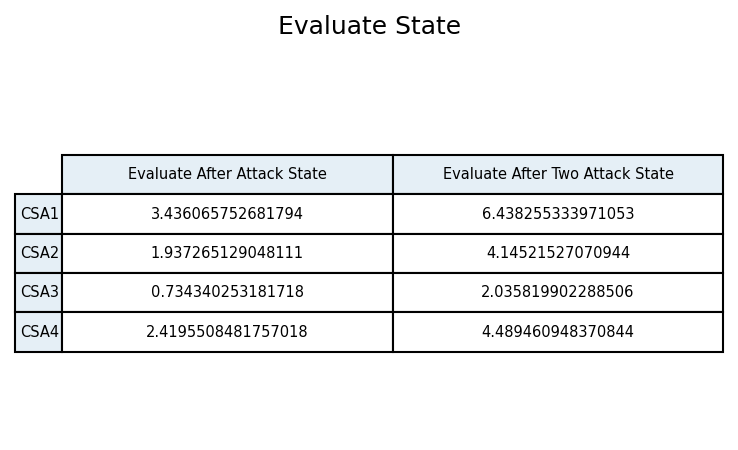 Evaluate State
Evaluate After Attack State Evaluate After Two Attack State
CSA1 3.436065752681794 6.438255333971053
CSA2 1.937265129048111 4.14521527070944
CSA3 0.734340253181718 2.035819902288506
CSA4 2.4195508481757018 4.489460948370844